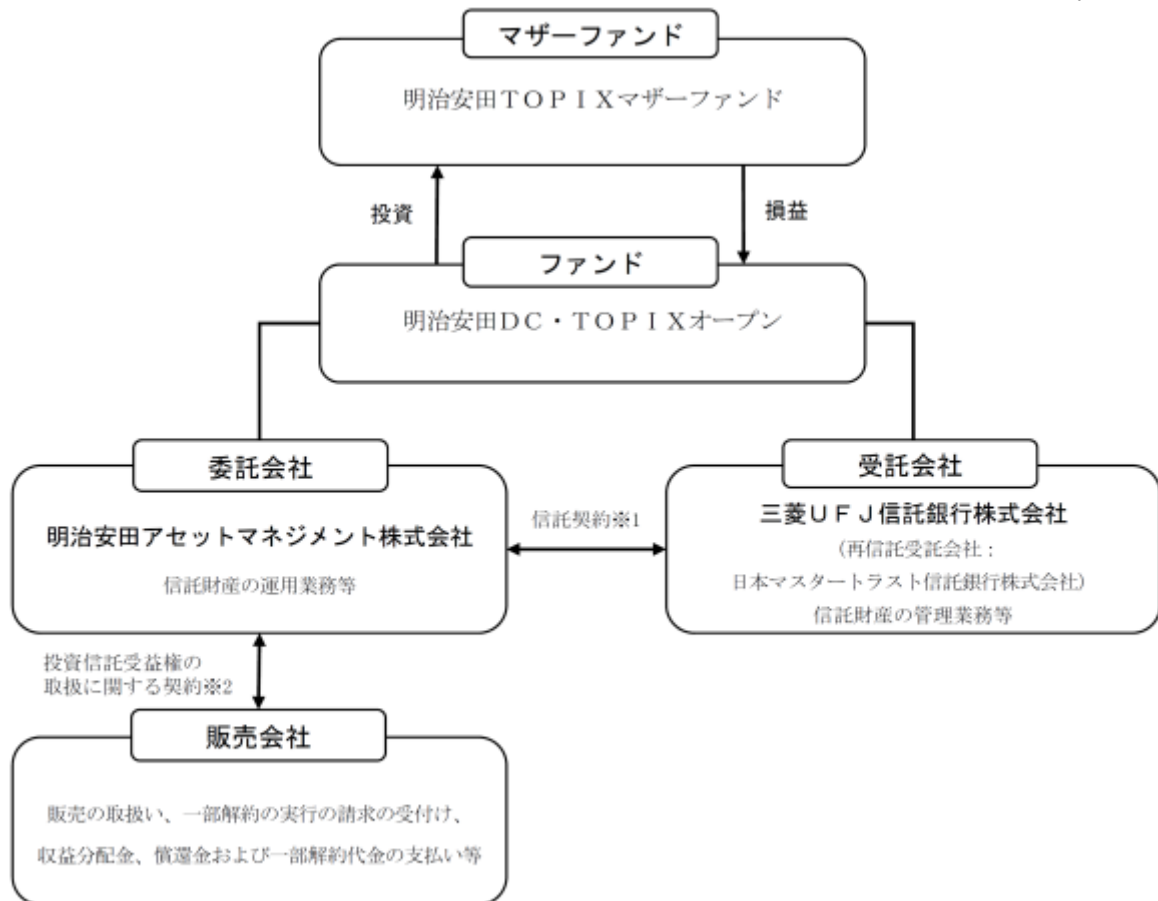 マザーファンド
明治安田TOPIXマザーファンド
投資
損益
ファンド
明治安田DC・TOPIXオープン
委託会社
明治安田アセットマネジメント株式会社
信託財産の運用業務等
信託契約※1
受託会社
三菱UFJ信託銀行株式会社
(再信託受託会社:
日本マスタートラスト信託銀行株式会社)
信託財産の管理業務等
投資信託受益権の
取扱に関する契約※2
販売会社
販売の取扱い、一部解約の実行の請求の受付け、
収益分配金、償還金および一部解約代金の支払い等